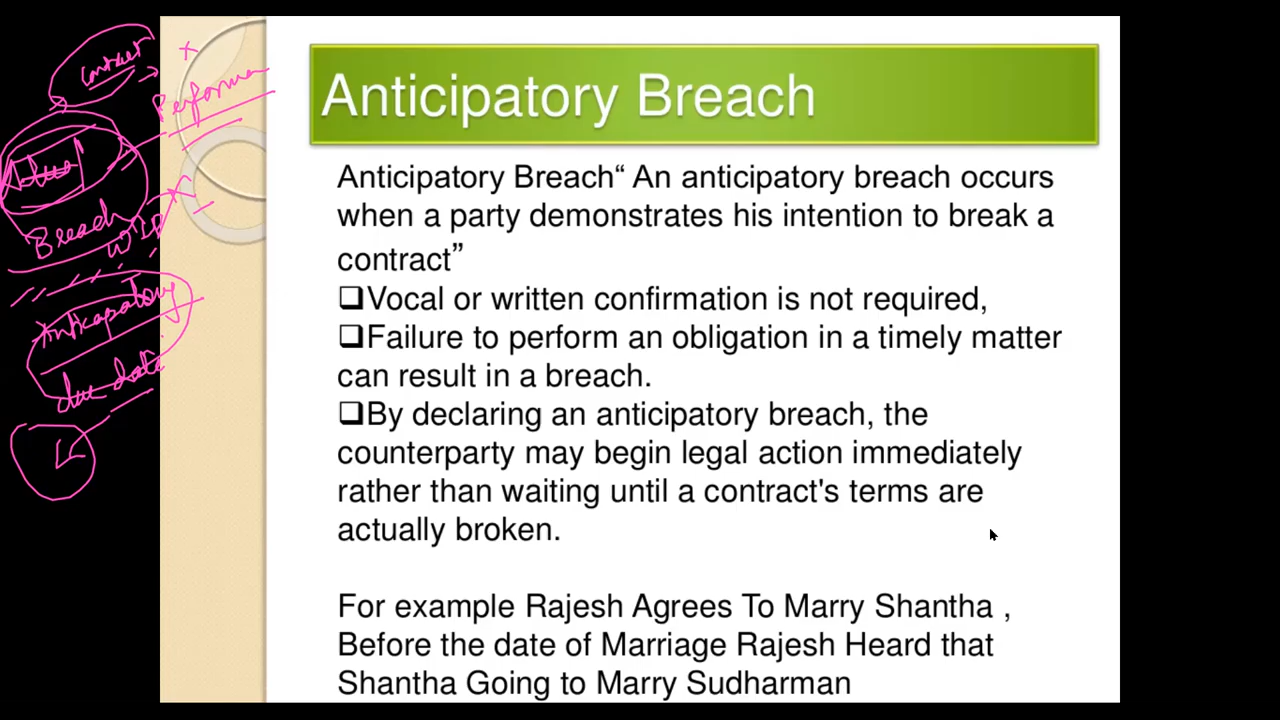 Anticipatory Breach
Anticipatory Breach“ An anticipatory breach occurs
when a party demonstrates his intention to break a
contract”
❑Vocal or written confirmation is not required,
❑Failure to perform an obligation in a timely matter
can result in a breach.
❑By declaring an anticipatory breach, the
counterparty may begin legal action immediately
rather than waiting until a contract's terms are
actually broken.
For example Rajesh Agrees To Marry Shantha ,
Before the date of Marriage Rajesh Heard that
Shantha Going to Marry Sudharman
Contract
Performan
Breach
Anticapatory
due date